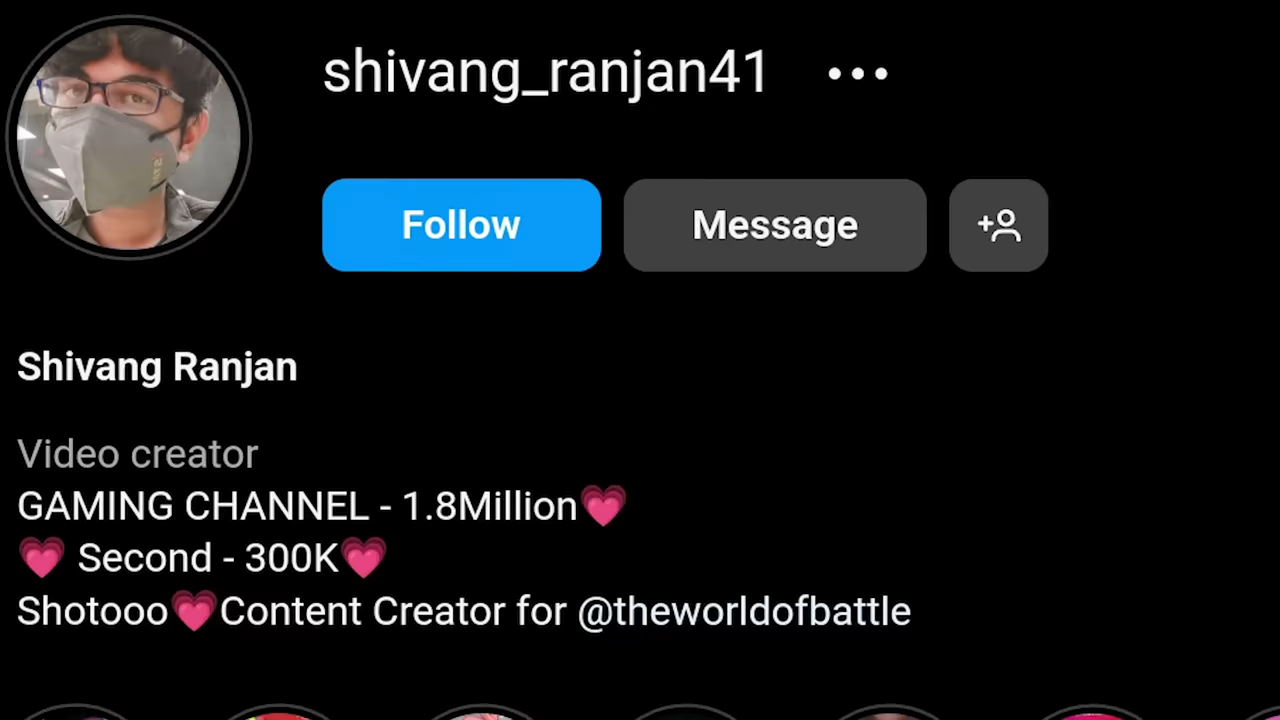 shivang_ranjan41
Follow Message
Shivang Ranjan
Video creator
GAMING CHANNEL - 1.8Million💗
💗 Second - 300K💗
Shotooo💗Content Creator for @theworldofbattle